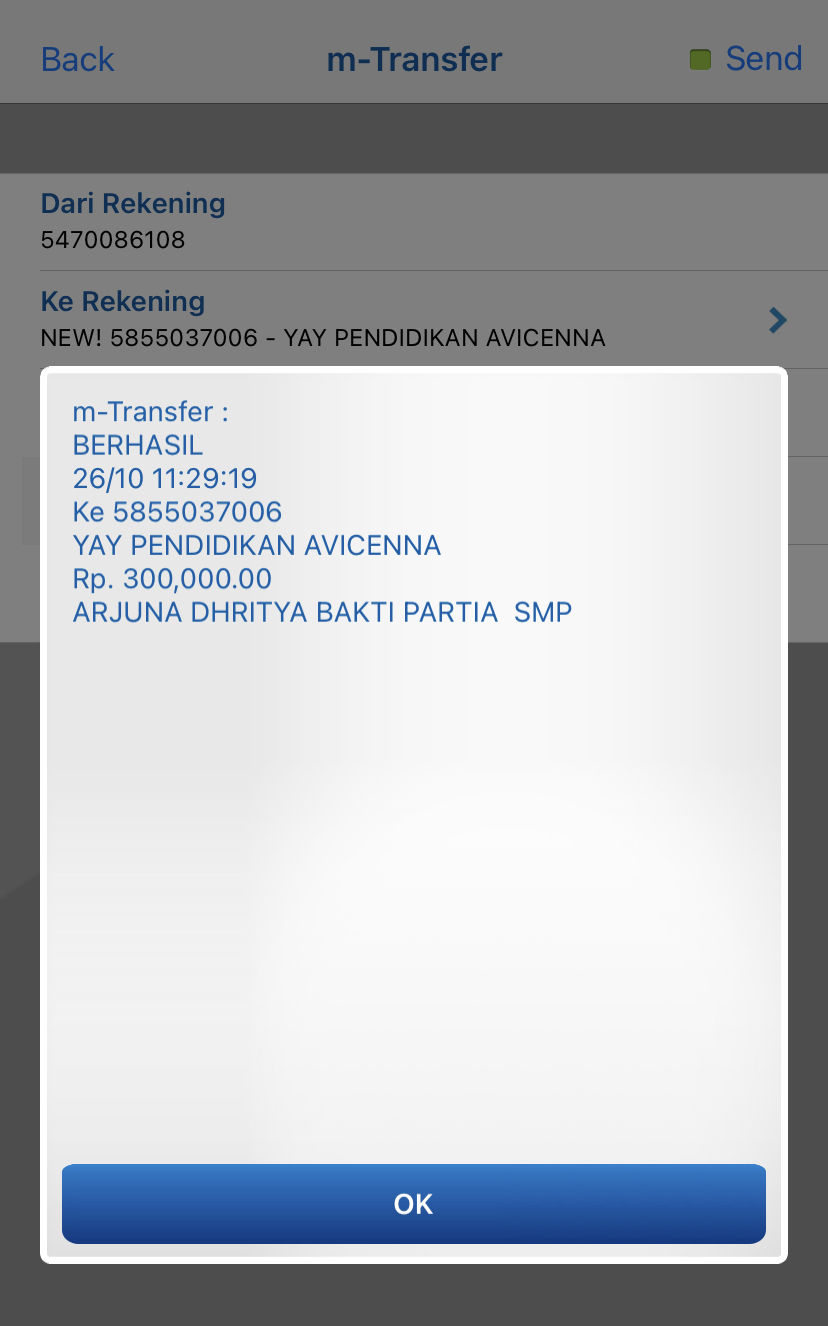 Back m-Transfer Send
Dari Rekening
5470086108
Ke Rekening
NEW! 5855037006 - YAY PENDIDIKAN AVICENNA
m-Transfer :
BERHASIL
26/10 11:29:19
Ke 5855037006
YAY PENDIDIKAN AVICENNA
Rp. 300,000.00
ARJUNA DHRITYA BAKTI PARTIA  SMP
OK